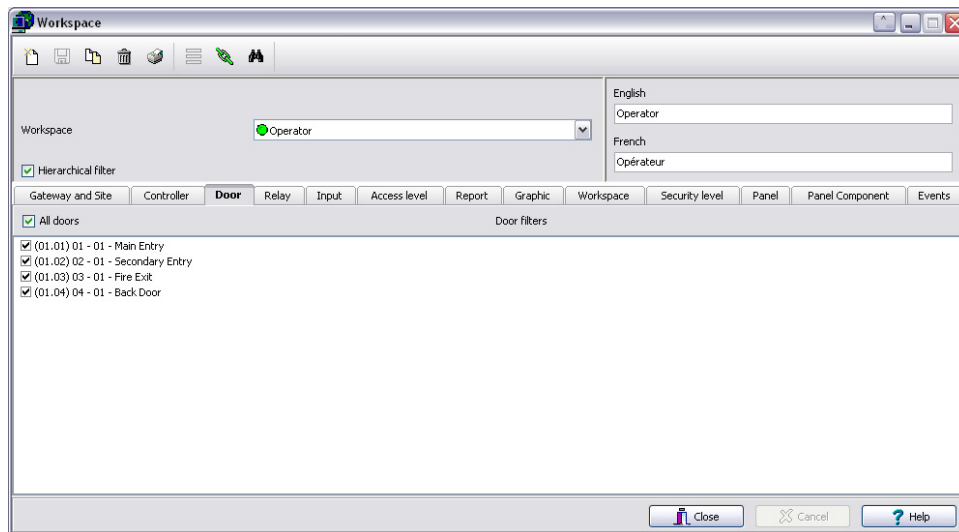 Workspace
English
Operator
Workspace
Operator
French
Opérateur
Hierarchical filter
Gateway and Site Controller Door Relay Input Access level Report Graphic Workspace Security level Panel Panel Component Events
All doors Door filters
(01.01) 01 - 01 - Main Entry
(01.02) 02 - 01 - Secondary Entry
(01.03) 03 - 01 - Fire Exit
(01.04) 04 - 01 - Back Door
Close Cancel ? Help